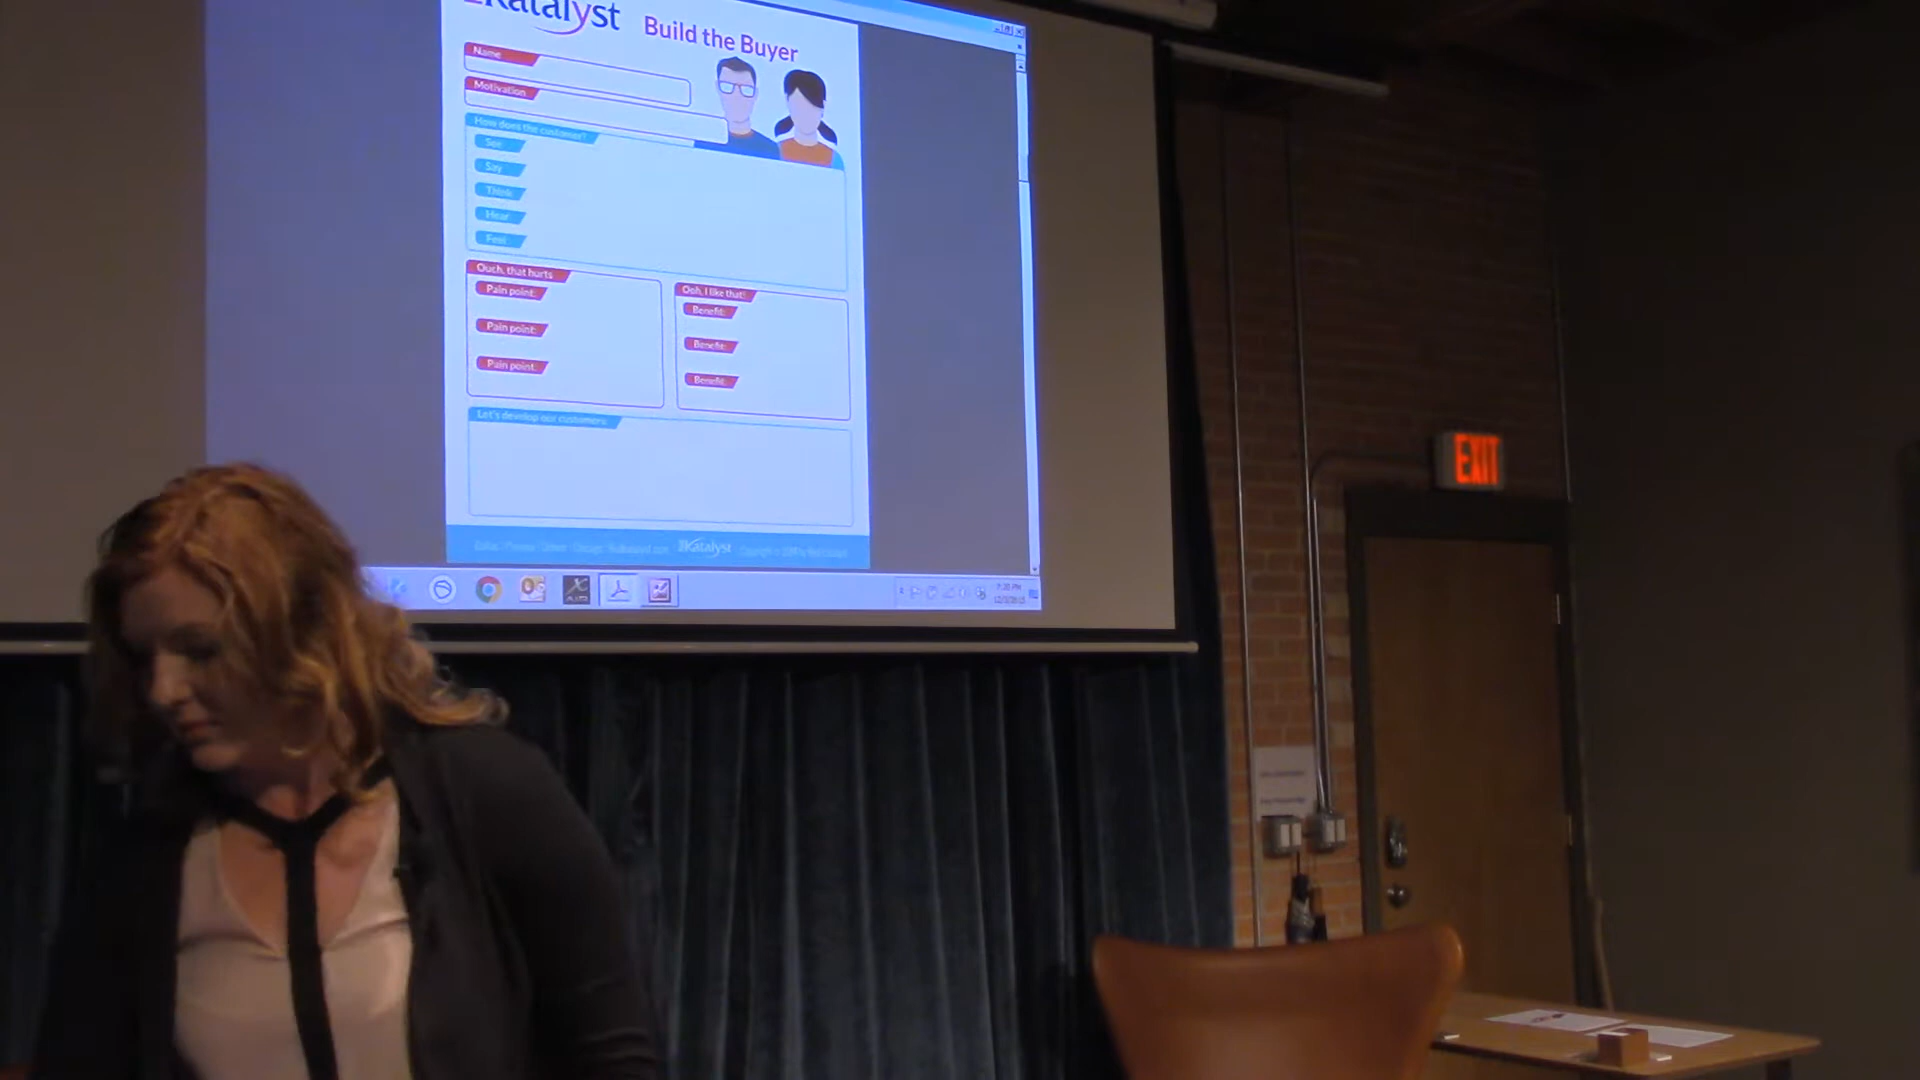 Katalyst
Build the Buyer
Name
Motivation
How does the customer?
See
Say
Think
Hear
Feel
Ouch, that hurts
Pain point:
Pain point:
Pain point:
Ooh, I like that!
Benefit:
Benefit:
Benefit:
Let's develop our customers
Katalyst
EXIT